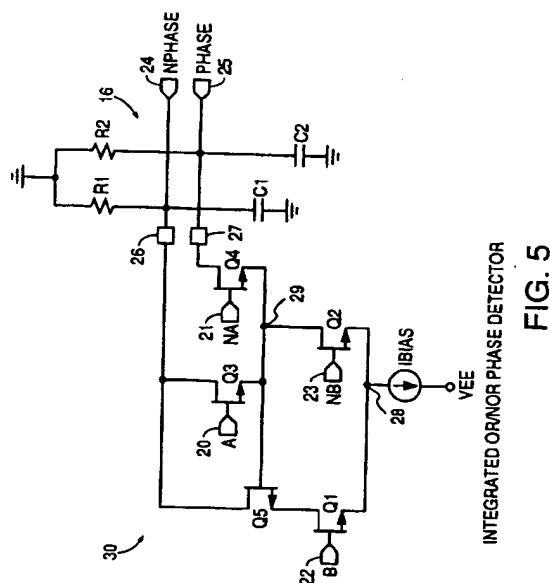 16
R1
R2
24
NPHASE
PHASE
25
26
27
C1
C2
30
Q4
21
NA
29
20
A
Q3
Q5
Q2
23
NB
22
B
Q1
28
IBIAS
VEE
INTEGRATED OR/NOR PHASE DETECTOR
FIG. 5